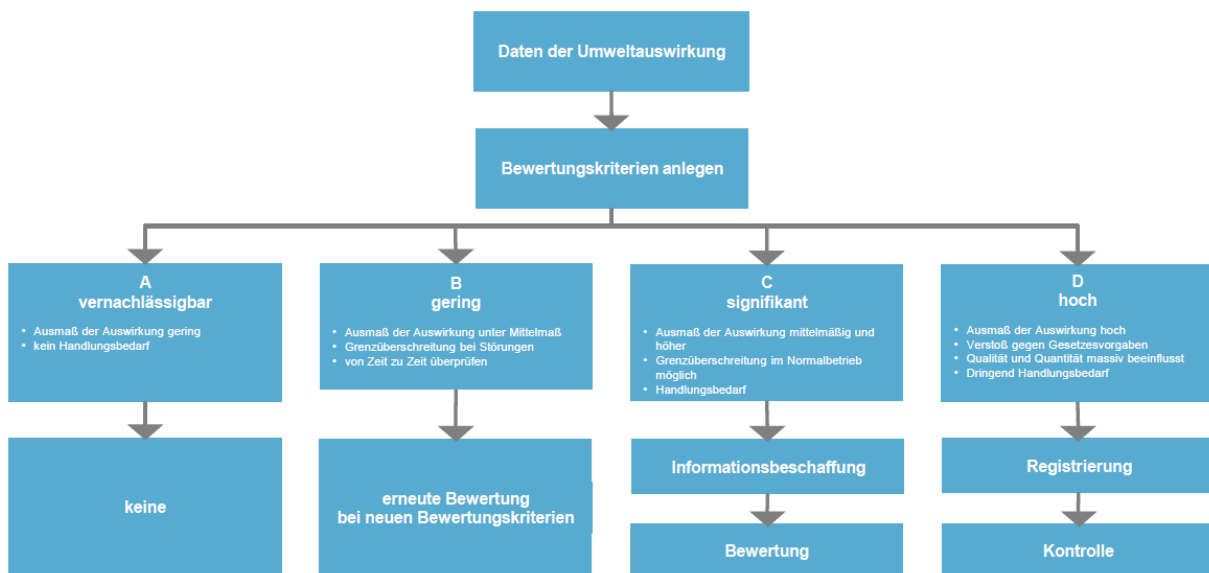 Daten der Umweltauswirkung
Bewertungskriterien anlegen
A
vernachlässigbar
• Ausmaß der Auswirkung gering
• kein Handlungsbedarf
B
gering
• Ausmaß der Auswirkung unter Mittelmaß
• Grenzüberschreitung bei Störungen
• von Zeit zu Zeit überprüfen
C
signifikant
• Ausmaß der Auswirkung mittelmäßig und
höher
• Grenzüberschreitung im Normalbetrieb
möglich
• Handlungsbedarf
D
hoch
• Ausmaß der Auswirkung hoch
• Verstoß gegen Gesetzesvorgaben
• Qualität und Quantität massiv beeinflusst
• Dringend Handlungsbedarf
keine
erneute Bewertung
bei neuen Bewertungskriterien
Informationsbeschaffung
Bewertung
Registrierung
Kontrolle